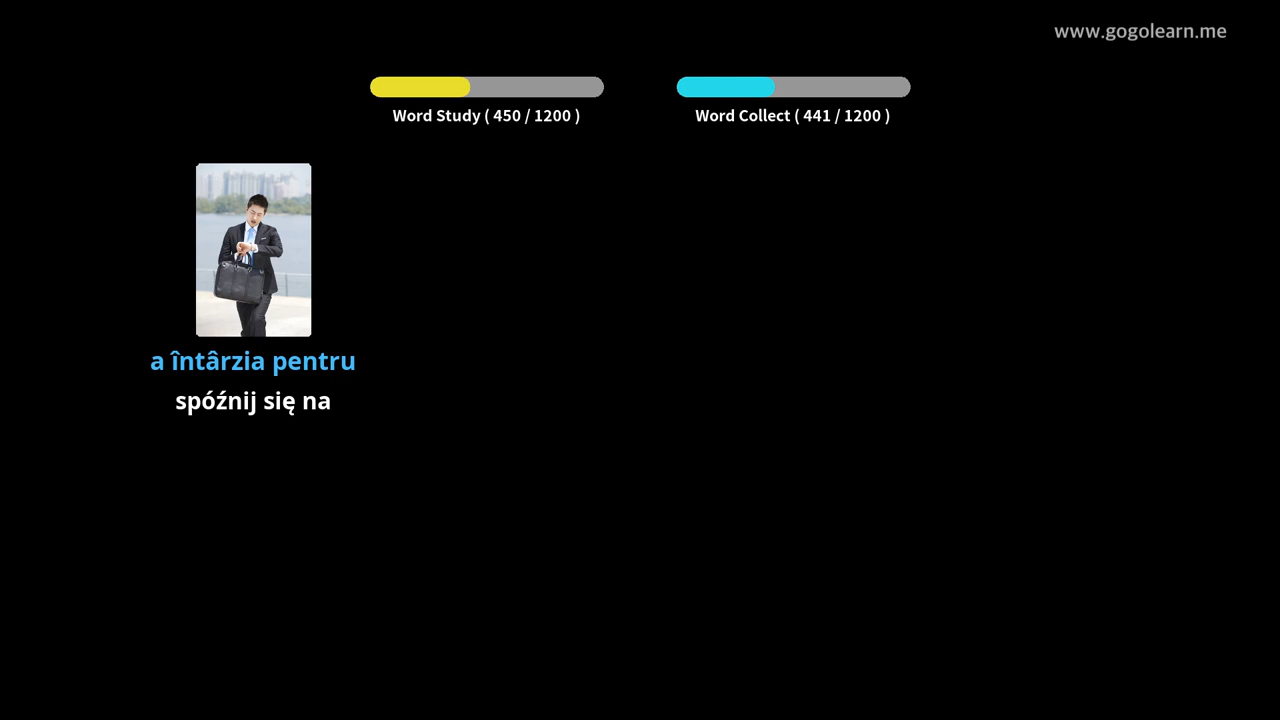 www.gogolearn.me
Word Study ( 450 / 1200 )
Word Collect ( 441 / 1200 )
a întârzia pentru
spóźnij się na